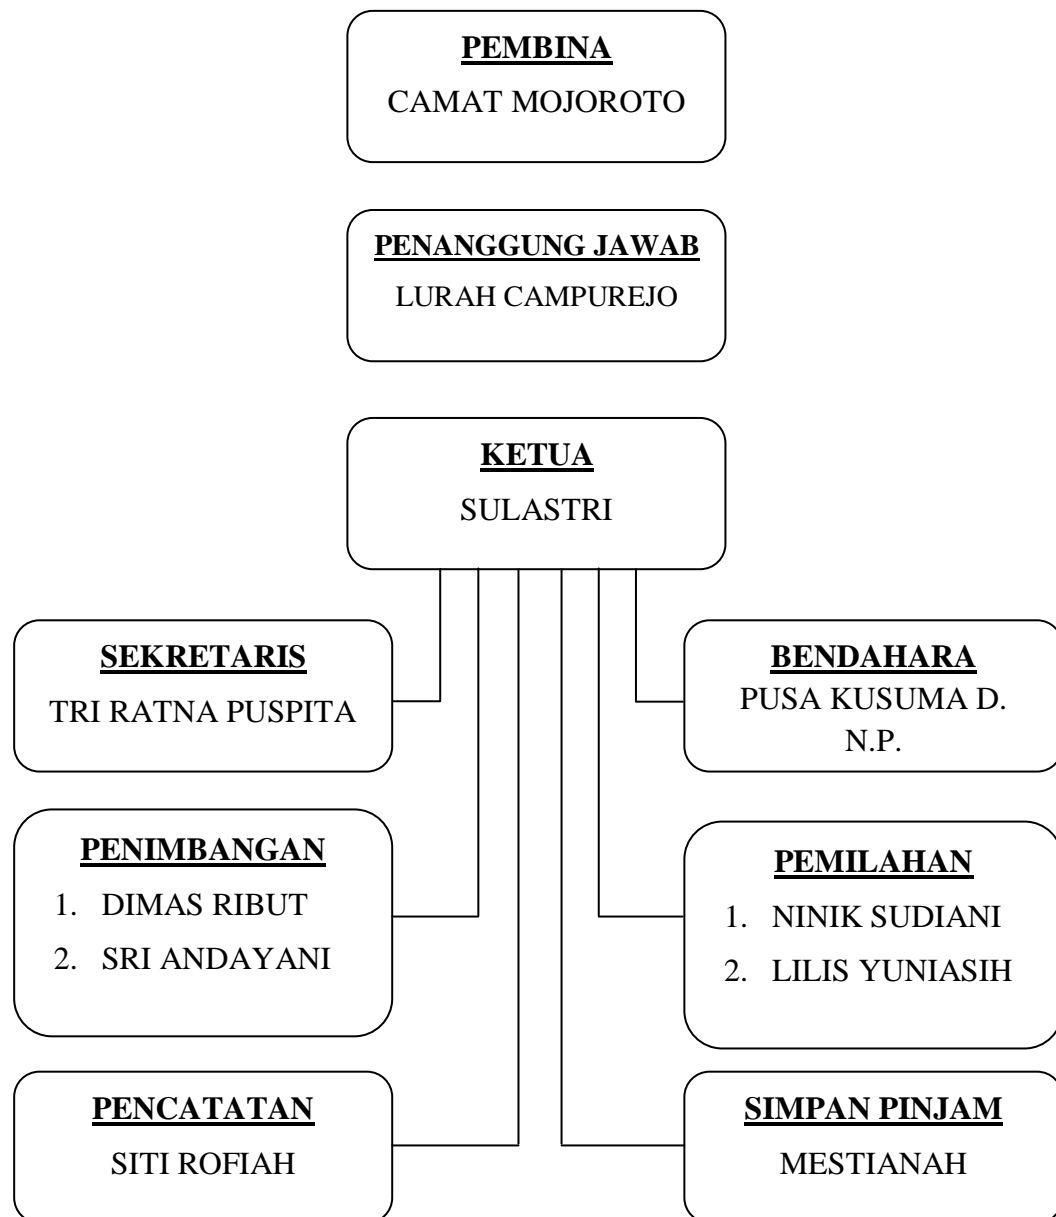 PEMBINA
CAMAT MOJOROTO
PENANGGUNG JAWAB
LURAH CAMPUREJO
KETUA
SULASTRI
SEKRETARIS
TRI RATNA PUSPITA
BENDAHARA
PUSA KUSUMA D.
N.P.
PENIMBANGAN
1. DIMAS RIBUT
2. SRI ANDAYANI
PEMILAHAN
1. NINIK SUDIANI
2. LILIS YUNIASIH
PENCATATAN
SITI ROFIAH
SIMPAN PINJAM
MESTIANAH